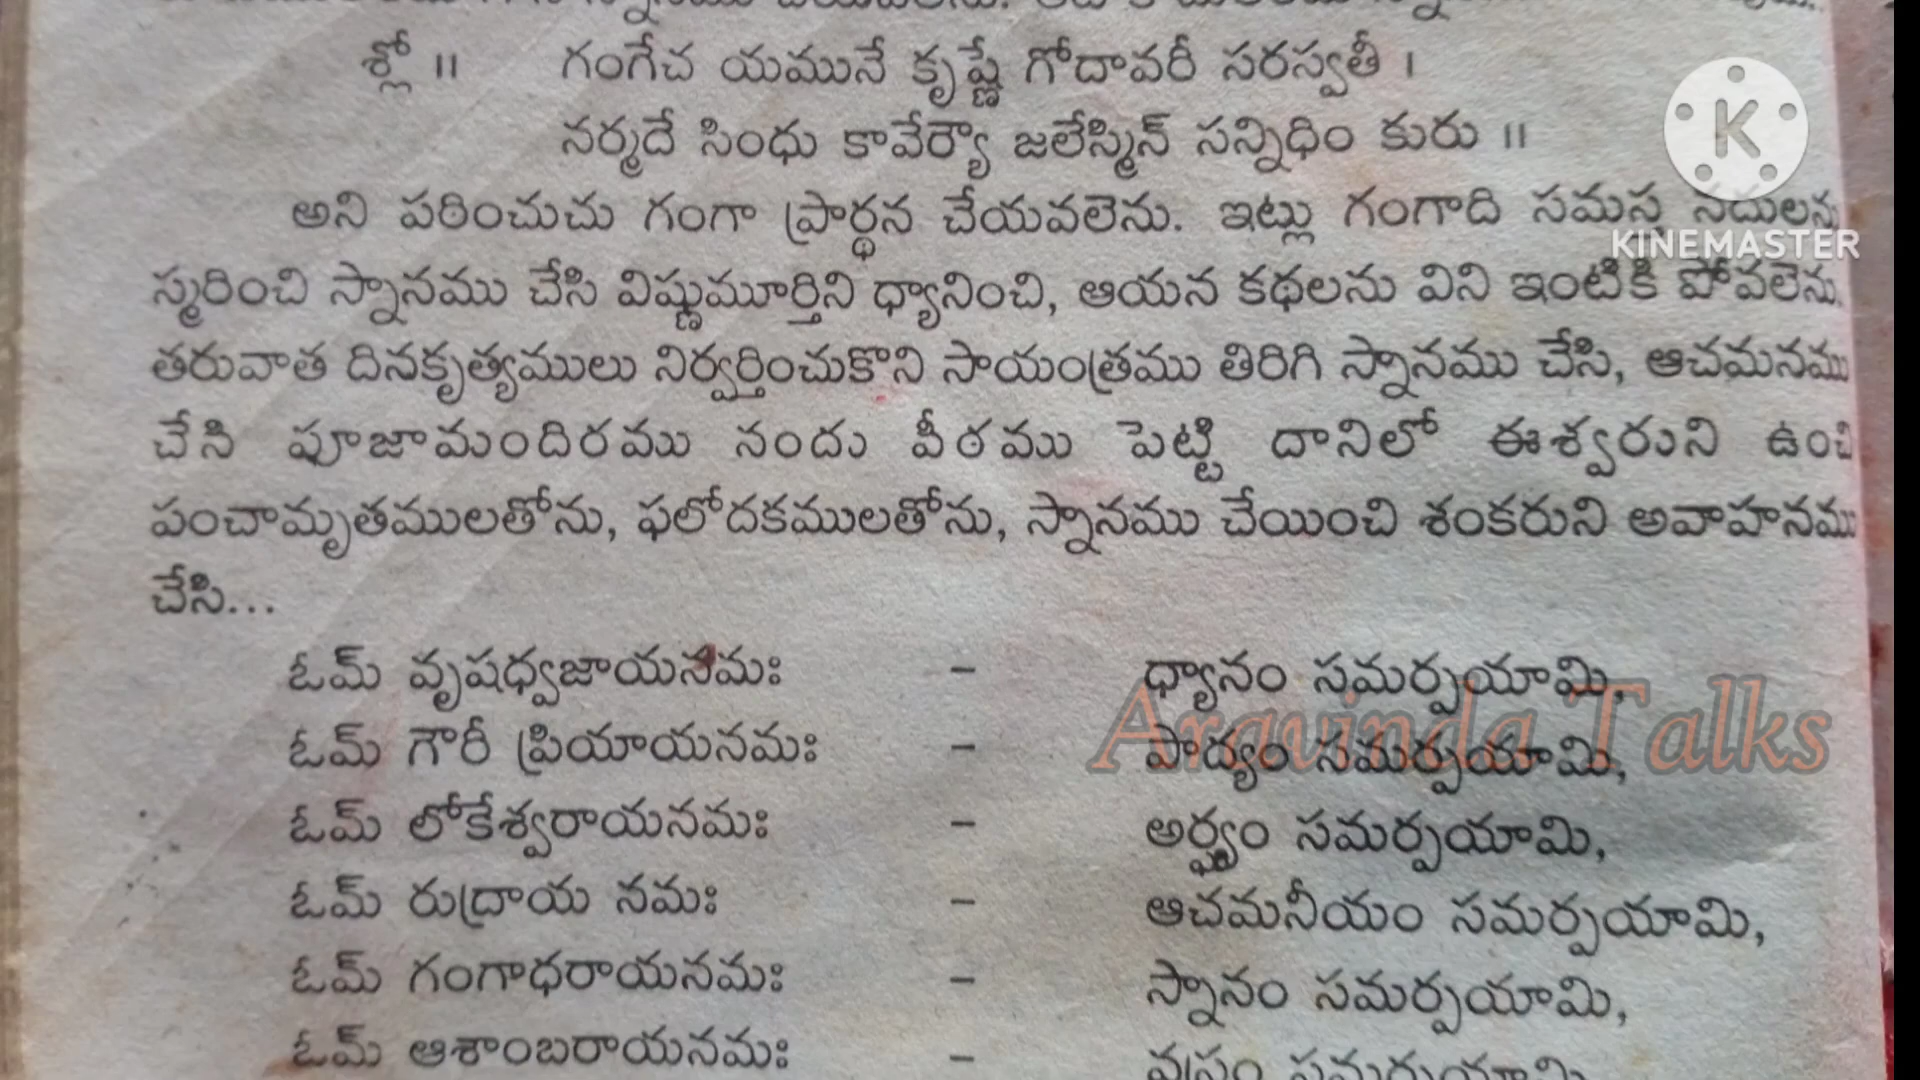 శ్లో ॥ గంగేచ యమునే కృష్ణే గోదావరీ సరస్వతీ ।
నర్మదే సింధు కావేర్యౌ జలేస్మిన్ సన్నిధిం కురు ॥
అని పఠించుచు గంగా ప్రార్థన చేయవలెను. ఇట్లు గంగాది సమస్త నదులను
స్మరించి స్నానము చేసి విష్ణుమూర్తిని ధ్యానించి, ఆయన కథలను విని ఇంటికి పోవలెను.
తరువాత దినకృత్యములు నిర్వర్తించుకొని సాయంత్రము తిరిగి స్నానము చేసి, ఆచమనము
చేసి పూజామందిరము నందు పీఠము పెట్టి దానిలో ఈశ్వరుని ఉంచి
పంచామృతములతోను, ఫలోదకములతోను, స్నానము చేయించి శంకరుని అవాహనము
చేసి...
ఓమ్ వృషధ్వజాయనమః – ధ్యానం సమర్పయామి,
ఓమ్ గౌరీ ప్రియాయనమః – పాద్యం సమర్పయామి,
ఓమ్ లోకేశ్వరాయనమః – అర్ఘ్యం సమర్పయామి,
ఓమ్ రుద్రాయ నమః – ఆచమనీయం సమర్పయామి,
ఓమ్ గంగాధరాయనమః – స్నానం సమర్పయామి,
ఓమ్ ఆశాంబరాయనమః – వస్త్రం సమర్పయామి
K
KINEMASTER
Aravinda Talks